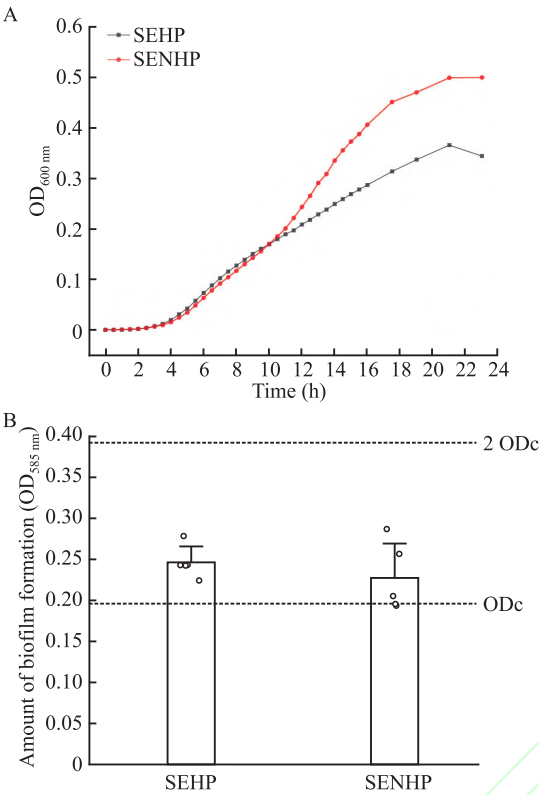 A
0.6
SEHP
SENHP
0.5
0.4
0.3
0.2
0.1
0
OD600 nm
0 2 4 6 8 10 12 14 16 18 20 22 24
Time (h)
B
0.40
2 ODc
0.35
0.30
0.25
0.20
ODc
0.15
0.10
0.05
0
Amount of biofilm formation (OD585 nm)
SEHP SENHP